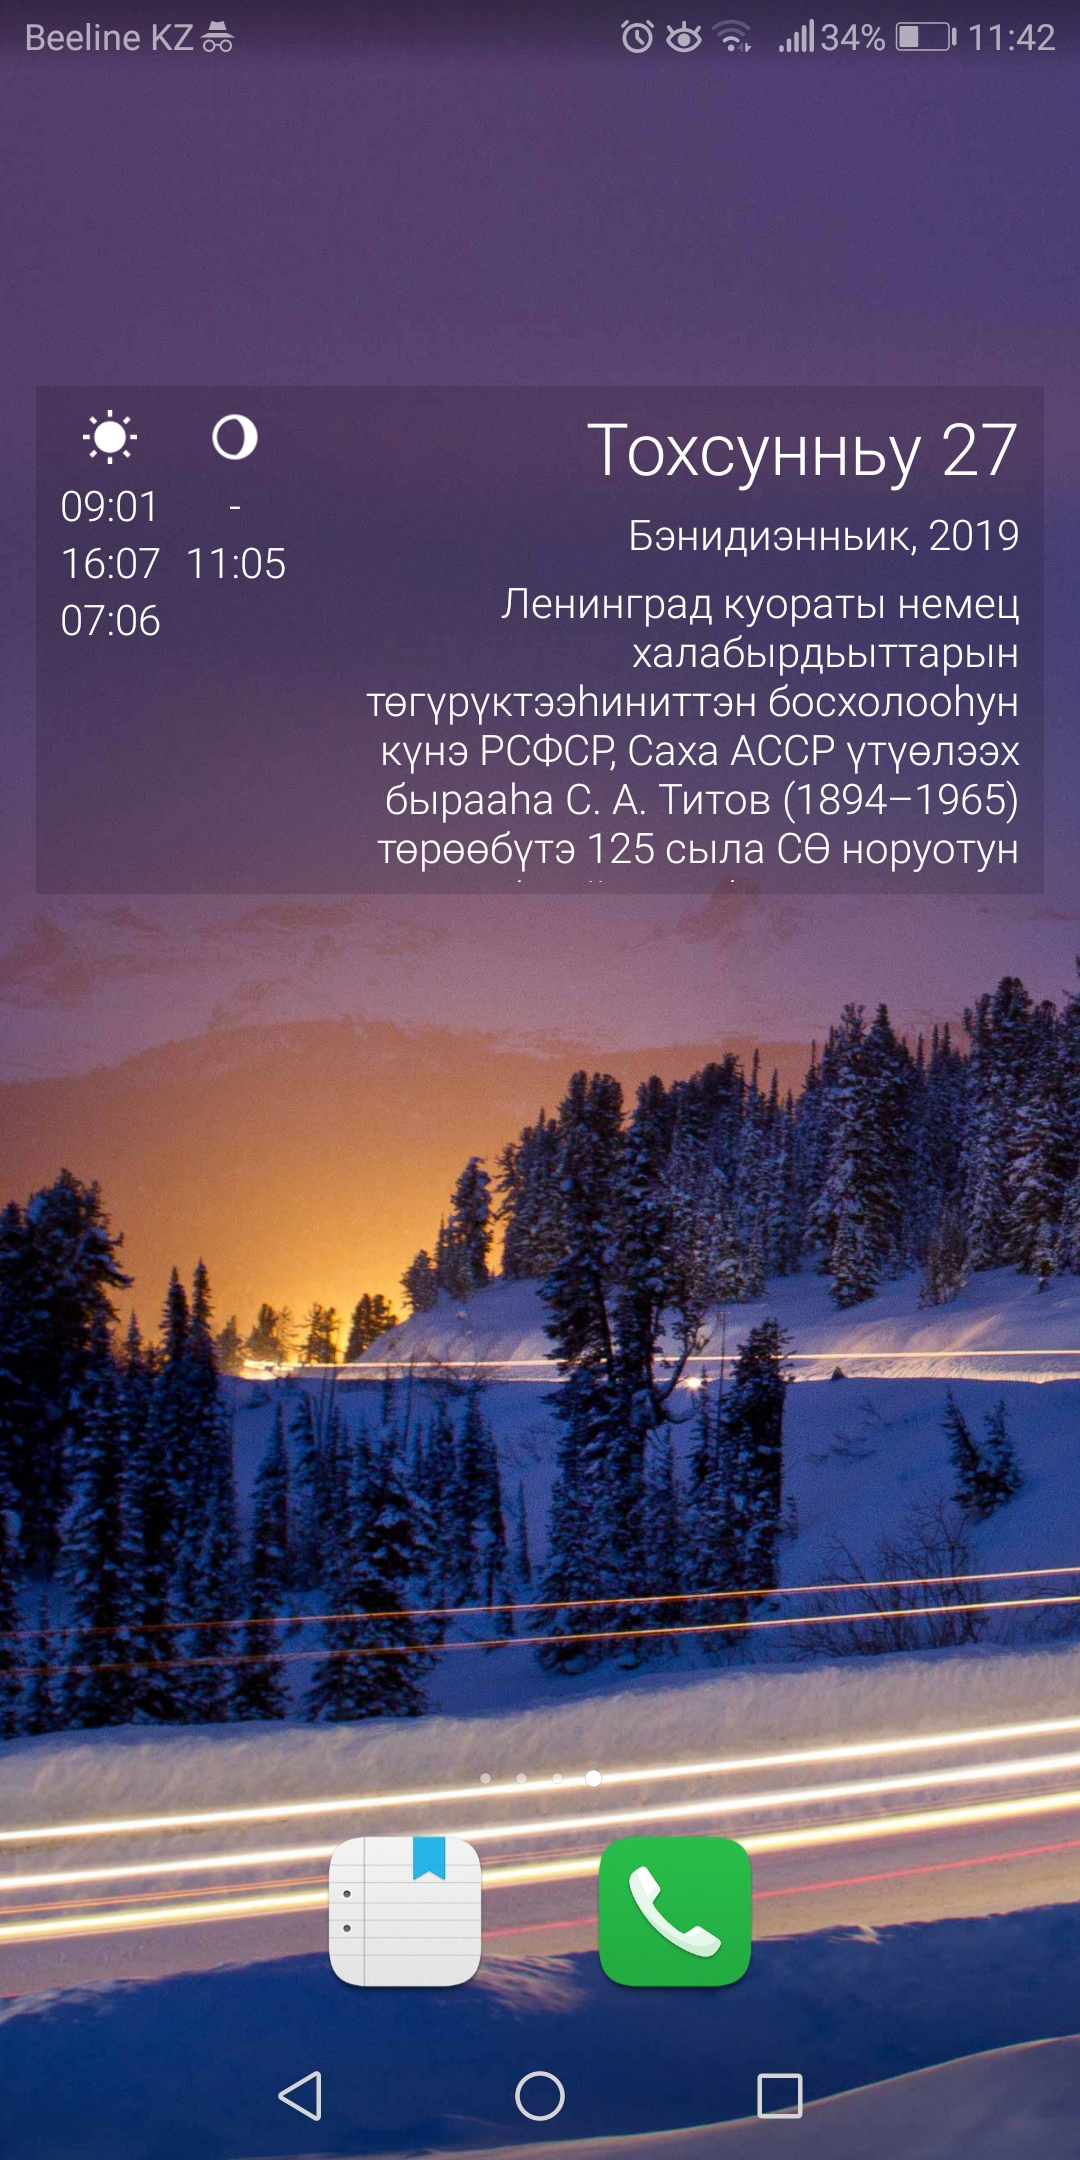 Beeline KZ 34% 11:42
Тохсунньу 27
09:01 -
16:07 11:05
07:06
Бэнидиэнньик, 2019
Ленинград куораты немец
халабырдьыттарын
төгүрүктээһиниттэн босхолооһун
күнэ РСФСР, Саха АССР үтүөлээх
бырааһа С. А. Титов (1894–1965)
төрөөбүтэ 125 сыла СӨ норуотун